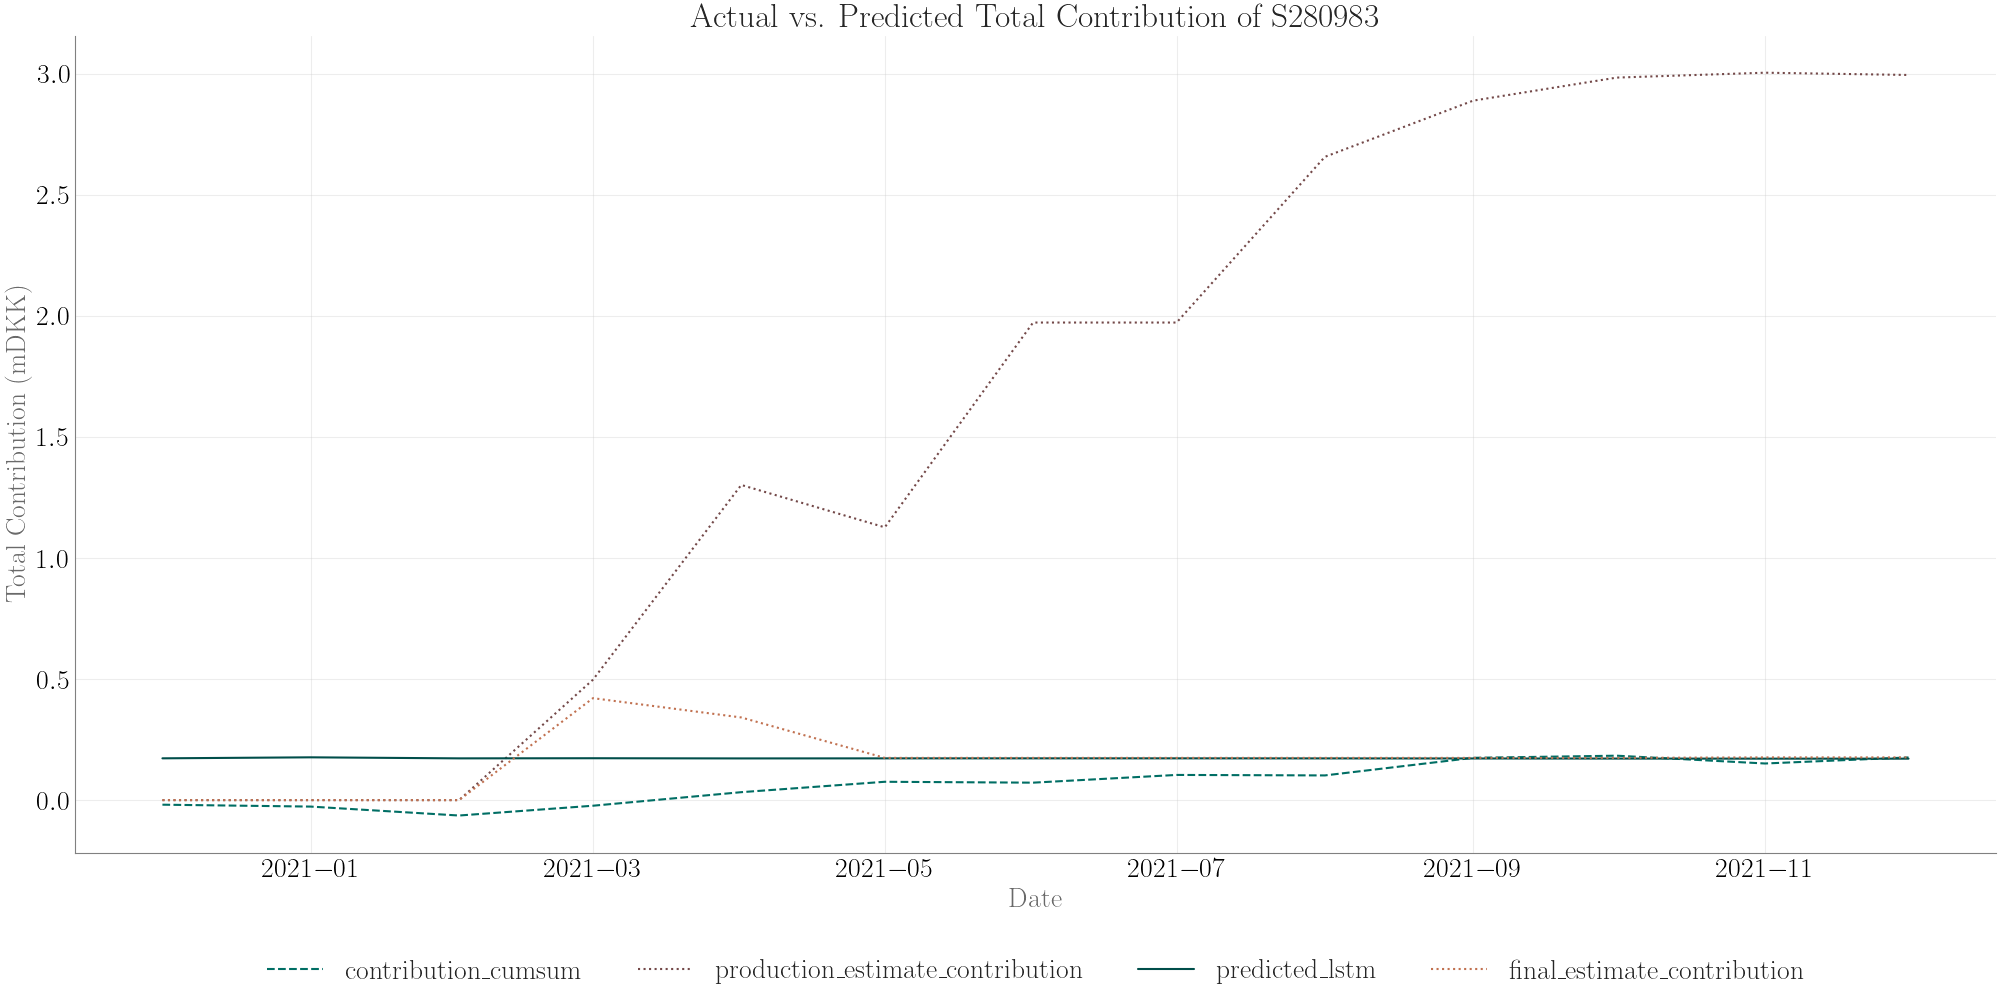 Actual vs. Predicted Total Contribution of S280983
Total Contribution (mDKK)
3.0
2.5
2.0
1.5
1.0
0.5
0.0
2021−01 2021−03 2021−05 2021−07 2021−09 2021−11
Date
contribution_cumsum production_estimate_contribution predicted_lstm final_estimate_contribution